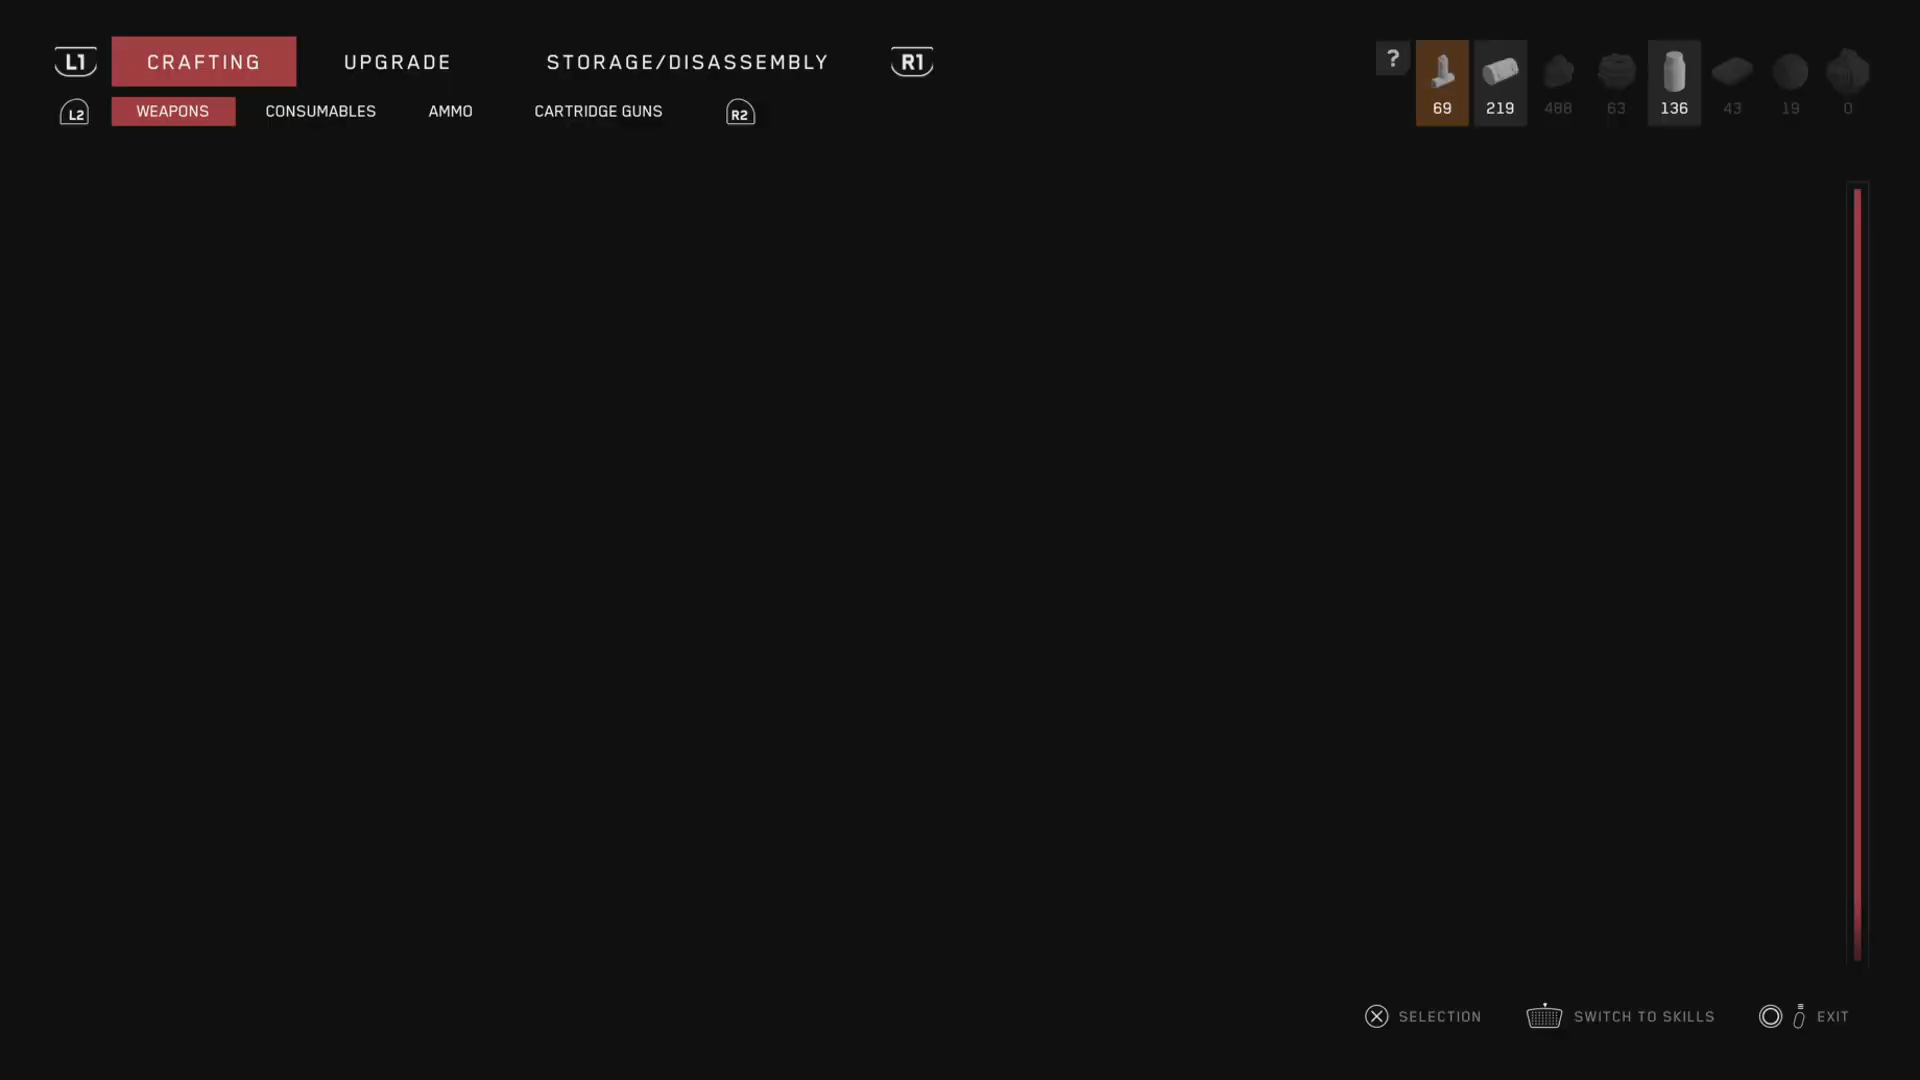 L1 CRAFTING UPGRADE STORAGE/DISASSEMBLY R1
L2 WEAPONS CONSUMABLES AMMO CARTRIDGE GUNS R2
?
69 219 488 63 136 43 19 0
SELECTION SWITCH TO SKILLS EXIT